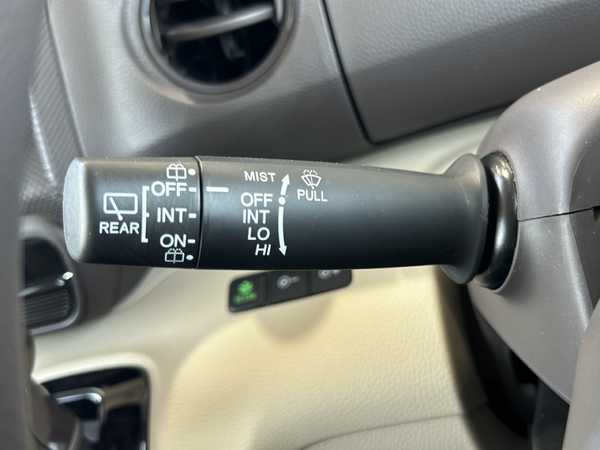 REAR
OFF
INT
ON
MIST
OFF
INT
LO
HI
PULL